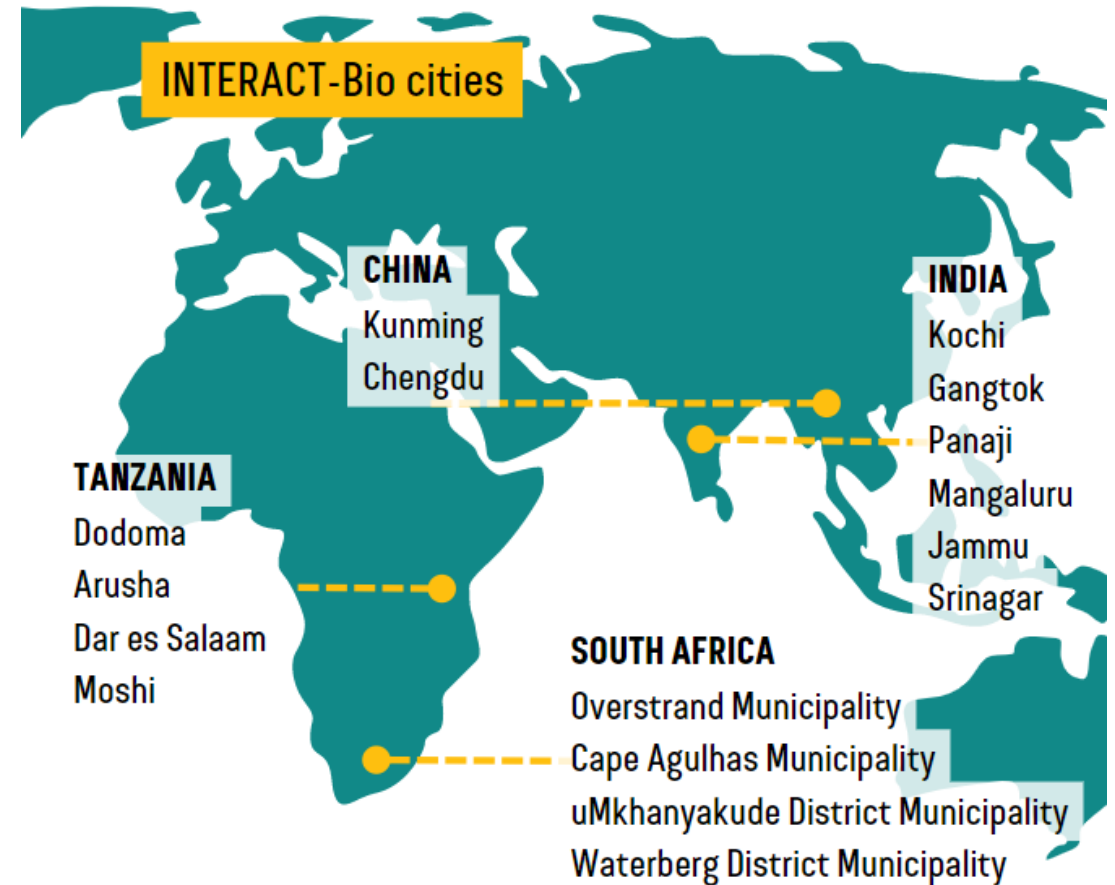 INTERACT-Bio cities
CHINA
Kunming
Chengdu
INDIA
Kochi
Gangtok
Panaji
Mangaluru
Jammu
Srinagar
TANZANIA
Dodoma
Arusha
Dar es Salaam
Moshi
SOUTH AFRICA
Overstrand Municipality
Cape Agulhas Municipality
uMkhanyakude District Municipality
Waterberg District Municipality